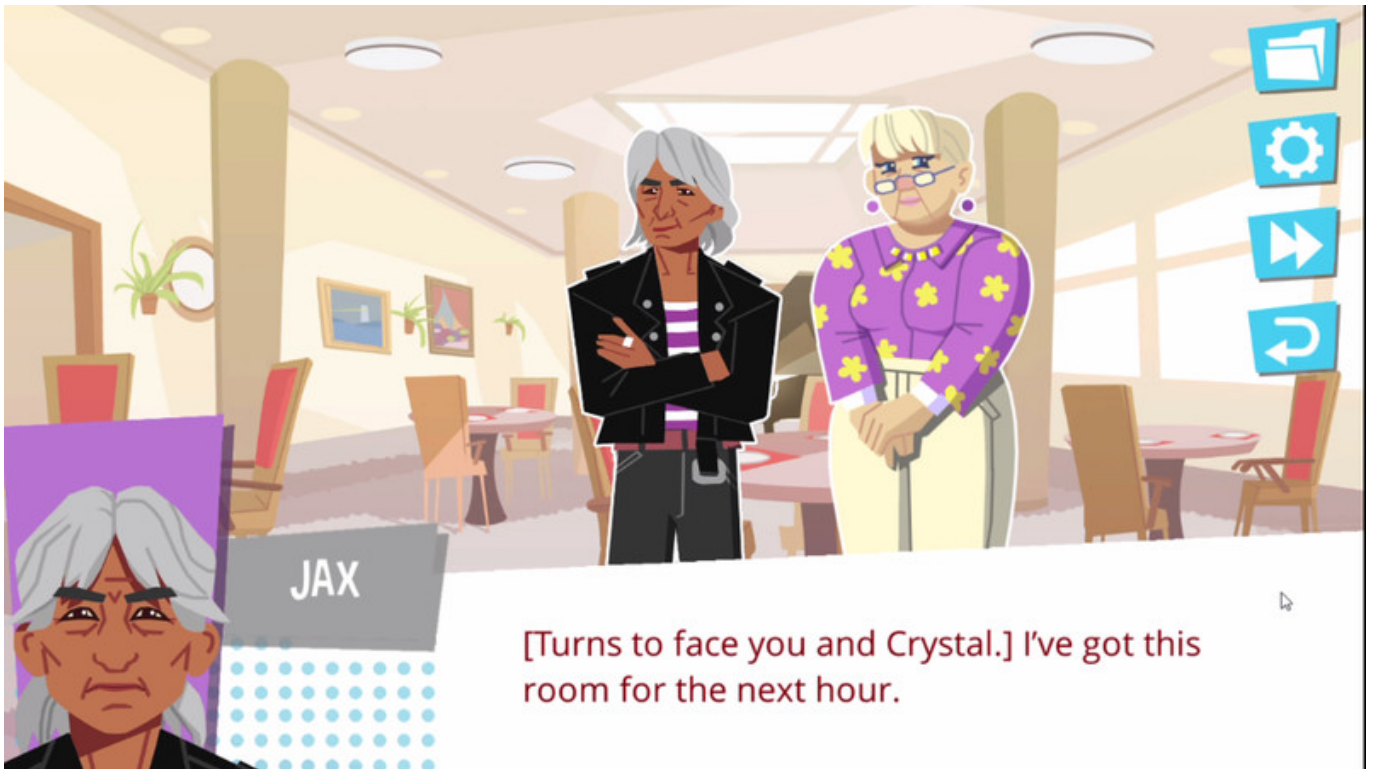 JAX
[Turns to face you and Crystal.] I’ve got this
room for the next hour.